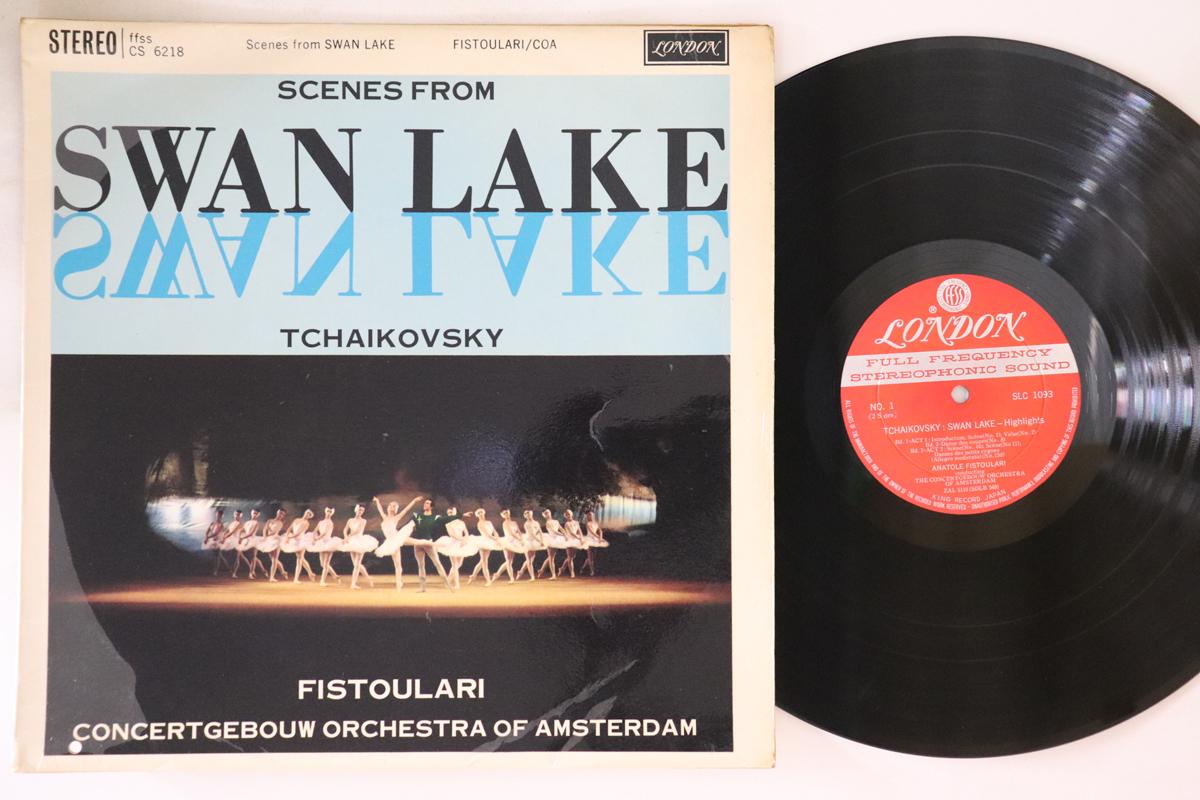 STEREO
ffss
CS 6218
Scenes from SWAN LAKE
FISTOULARI/COA
LONDON
SCENES FROM
SWAN LAKE
SWAN LAKE
TCHAIKOVSKY
FISTOULARI
CONCERTGEBOUW ORCHESTRA OF AMSTERDAM
FFSS
® LONDON
FULL FREQUENCY
STEREOPHONIC SOUND
NO. 1
SLC 1093
TCHAIKOVSKY : SWAN LAKE – Highlights
ANATOLE FISTOULARI
conducting
THE CONCERTGEBOUW ORCHESTRA
OF AMSTERDAM
KING RECORD JAPAN